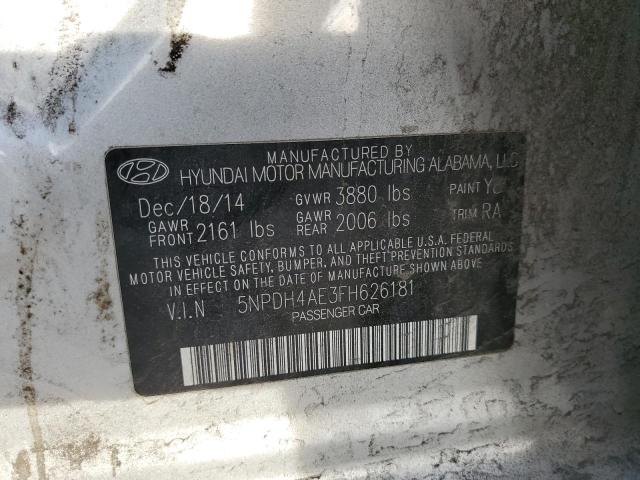 MANUFACTURED BY
HYUNDAI MOTOR MANUFACTURING ALABAMA, LLC
Dec/18/14 GVWR 3880 lbs PAINT
GAWR FRONT 2161 lbs GAWR REAR 2006 lbs TRIM RA
THIS VEHICLE CONFORMS TO ALL APPLICABLE U.S.A. FEDERAL
MOTOR VEHICLE SAFETY, BUMPER, AND THEFT PREVENTION STANDARDS
IN EFFECT ON THE DATE OF MANUFACTURE SHOWN ABOVE.
V.I.N 5NPDH4AE3FH626181
PASSENGER CAR